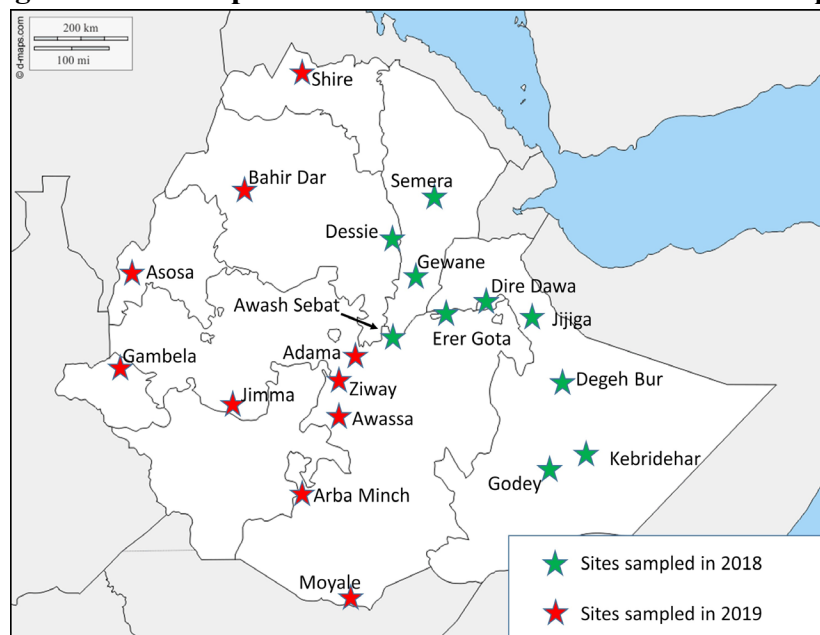 200 km
100 mi
© d-maps.com
Shire
Bahir Dar
Semera
Dessie
Asosa
Gewane
Dire Dawa
Awash Sebat
Jijiga
Erer Gota
Adama
Gambela
Ziway
Degeh Bur
Jimma
Awassa
Kebridehar
Godey
Arba Minch
Moyale
Sites sampled in 2018
Sites sampled in 2019